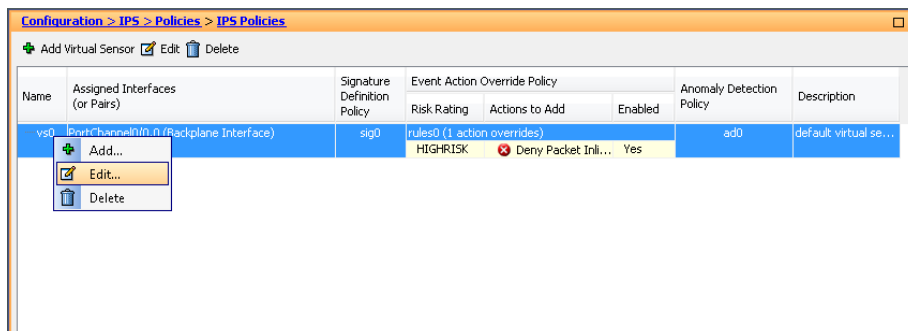 Configuration > IPS > Policies > IPS Policies
Add Virtual Sensor Edit Delete
Name
Assigned Interfaces
(or Pairs)
Signature
Definition
Policy
Event Action Override Policy
Risk Rating Actions to Add Enabled
Anomaly Detection
Policy
Description
vs0 PortChannel0/0.0 (Backplane Interface) sig0 rules0 (1 action overrides) ad0 default virtual se...
HIGHRISK Deny Packet Inli... Yes
Add...
Edit...
Delete